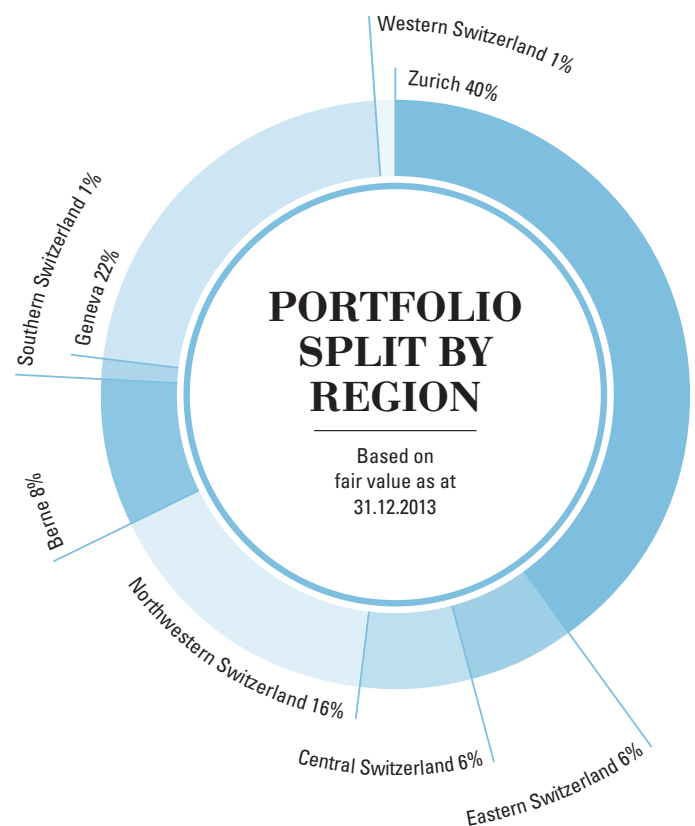 Western Switzerland 1%
Zurich 40%
Southern Switzerland 1%
Geneva 22%
PORTFOLIO
SPLIT BY
REGION
Based on
fair value as at
31.12.2013
Berne 8%
Northwestern Switzerland 16%
Central Switzerland 6%
Eastern Switzerland 6%